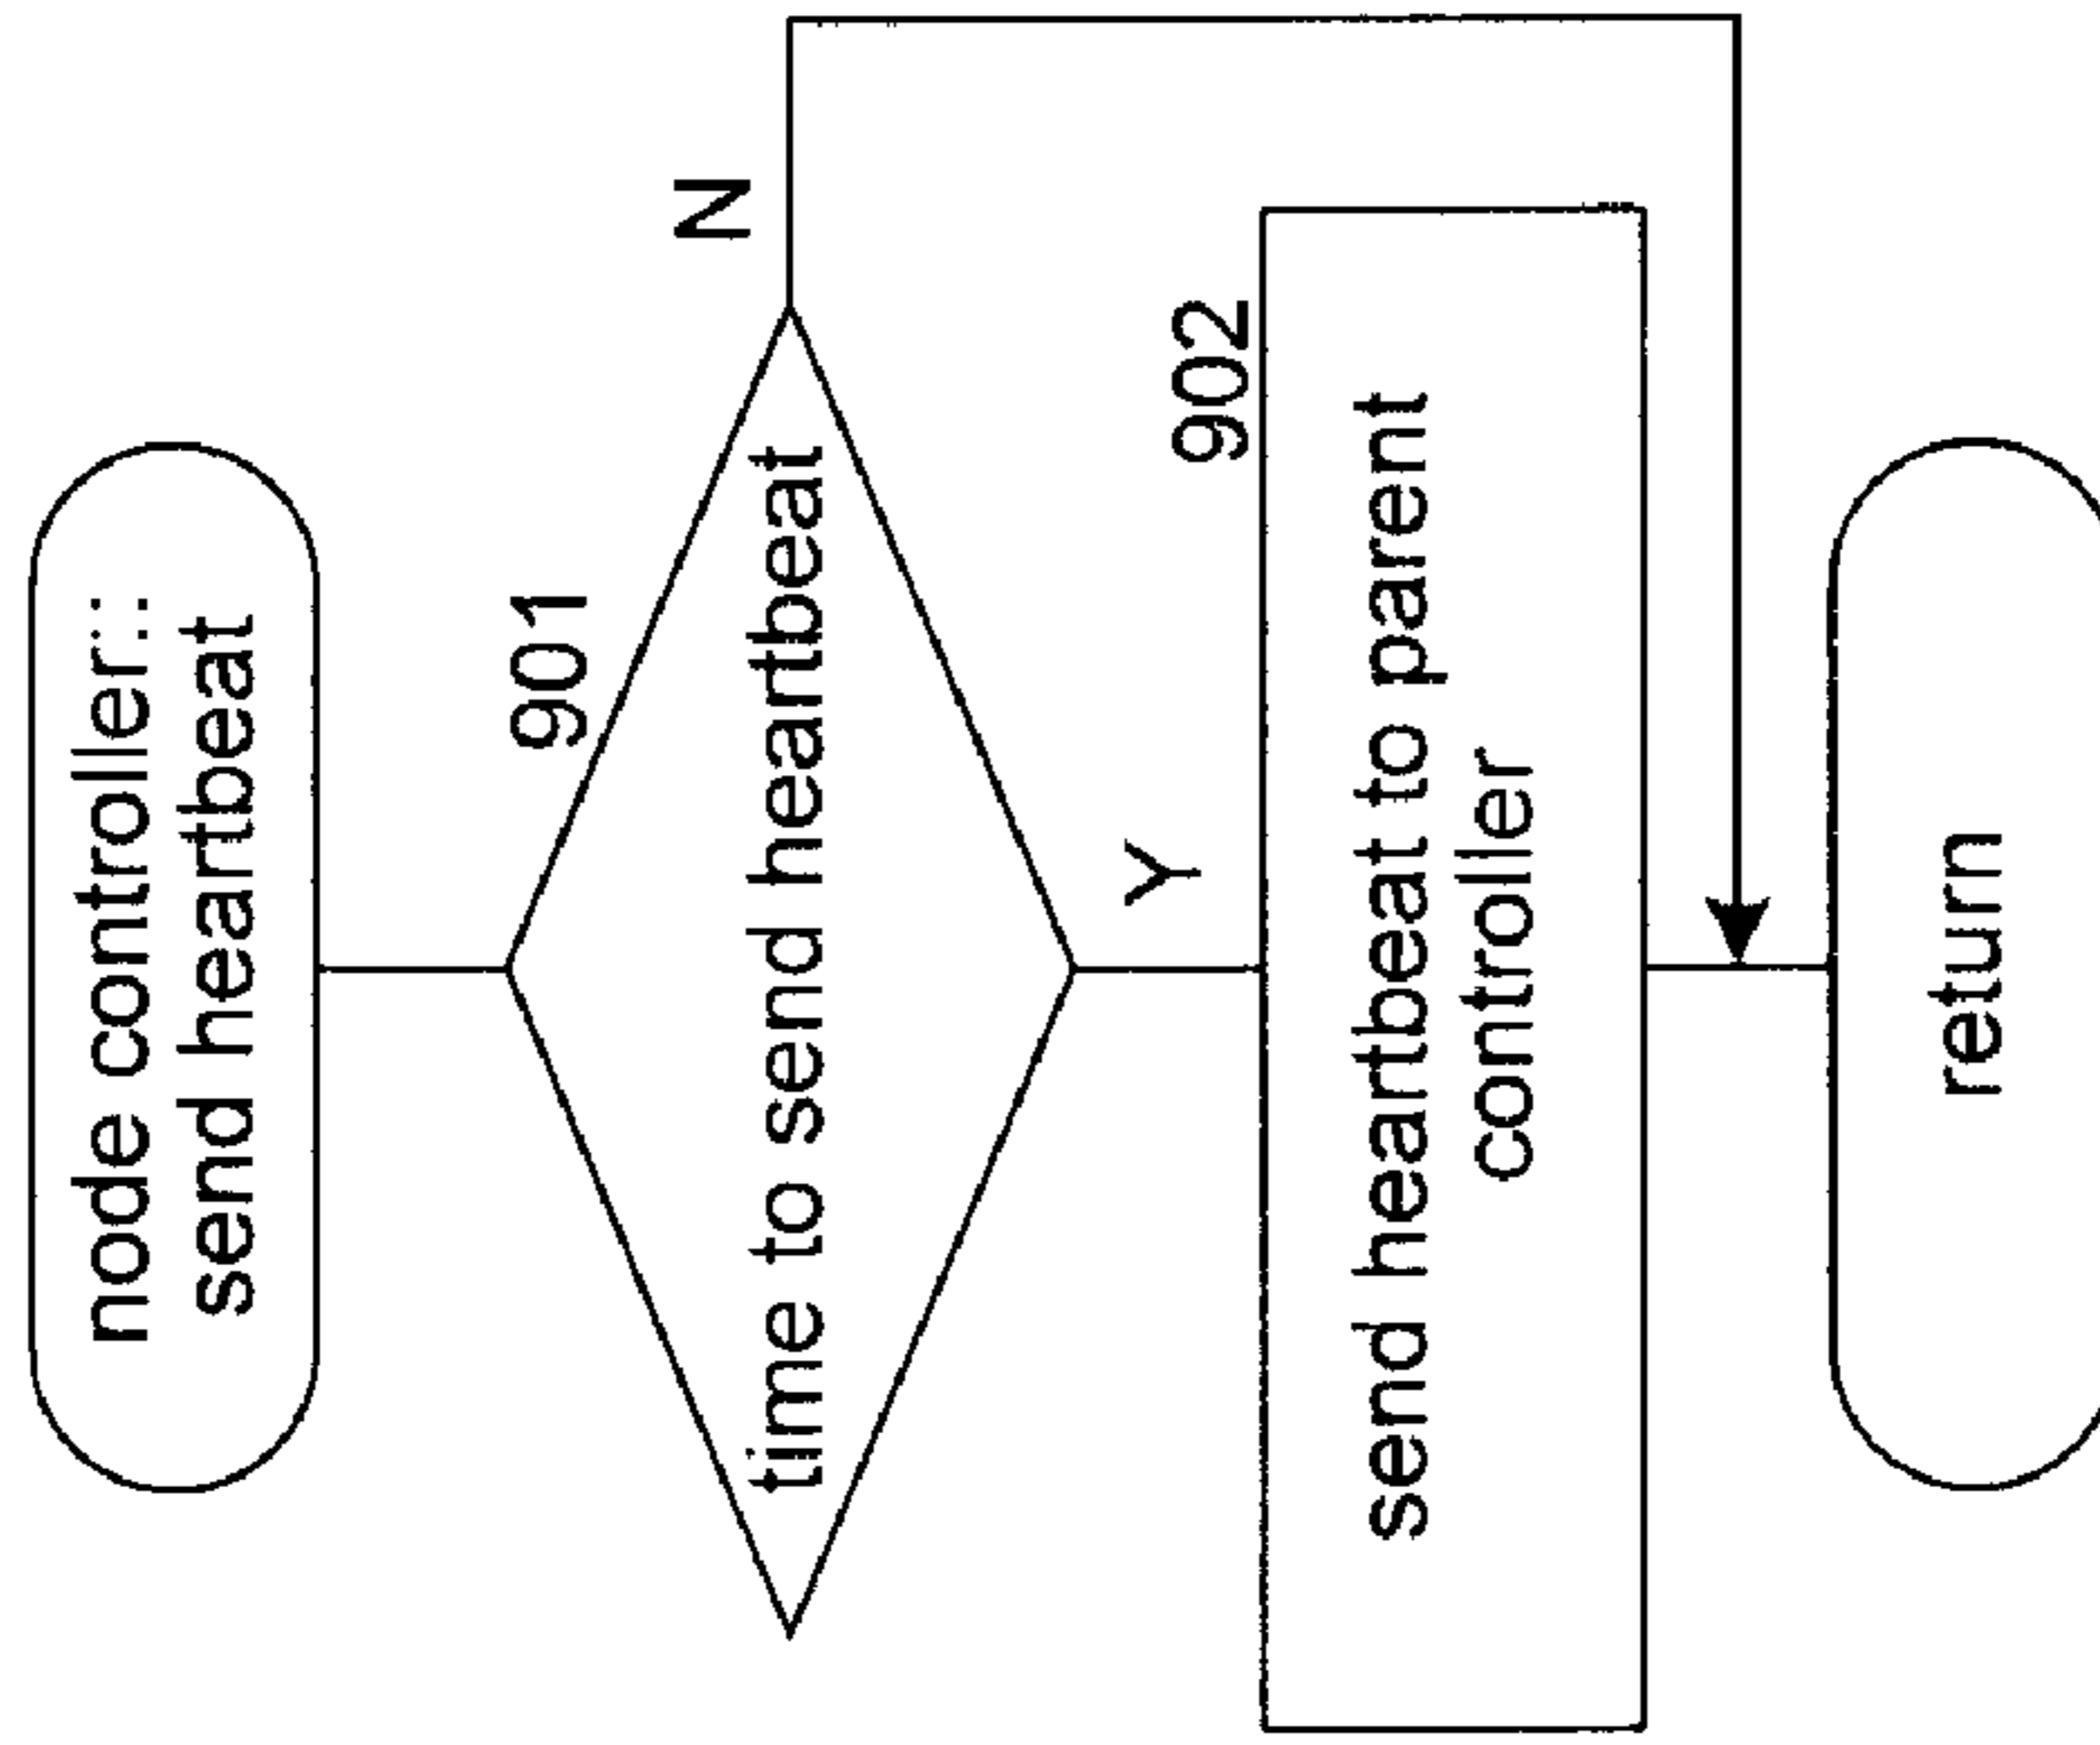 node controller::
send heartbeat
901
time to send heartbeat
N
Y
902
send heartbeat to parent
controller
return